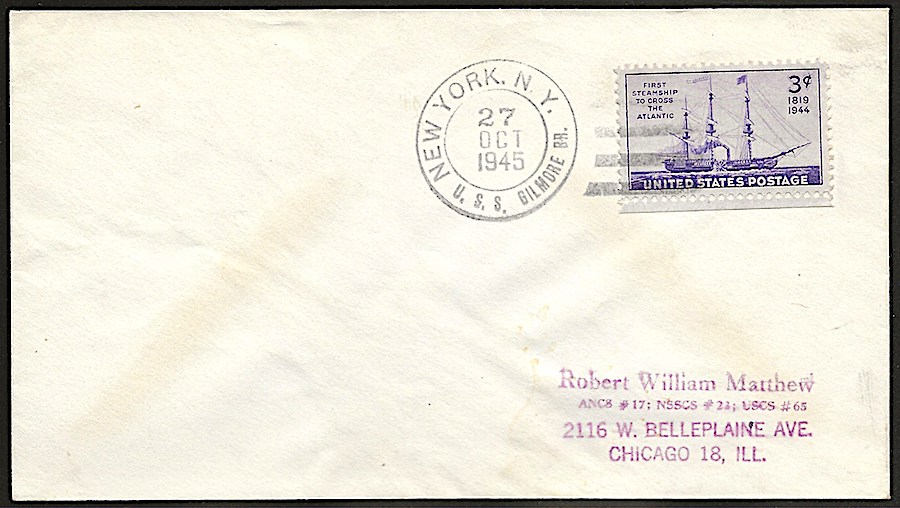 NEW YORK. N.Y.
27
OCT
1945
U. S. S. GILMORE BR.
FIRST
STEAMSHIP
TO CROSS
THE
ATLANTIC
3¢
1819
1944
UNITED STATES POSTAGE
Robert William Matthew
ANCS #17; NSSCS #23; USCS #65
2116 W. BELLEPLAINE AVE.
CHICAGO 18, ILL.